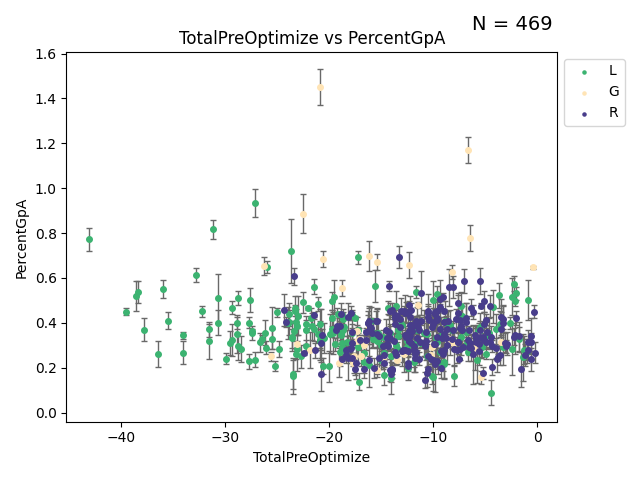 N = 469
TotalPreOptimize vs PercentGpA
1.6
1.4
1.2
1.0
0.8
0.6
0.4
0.2
0.0
PercentGpA
−40
−30
−20
−10
0
TotalPreOptimize
L
G
R